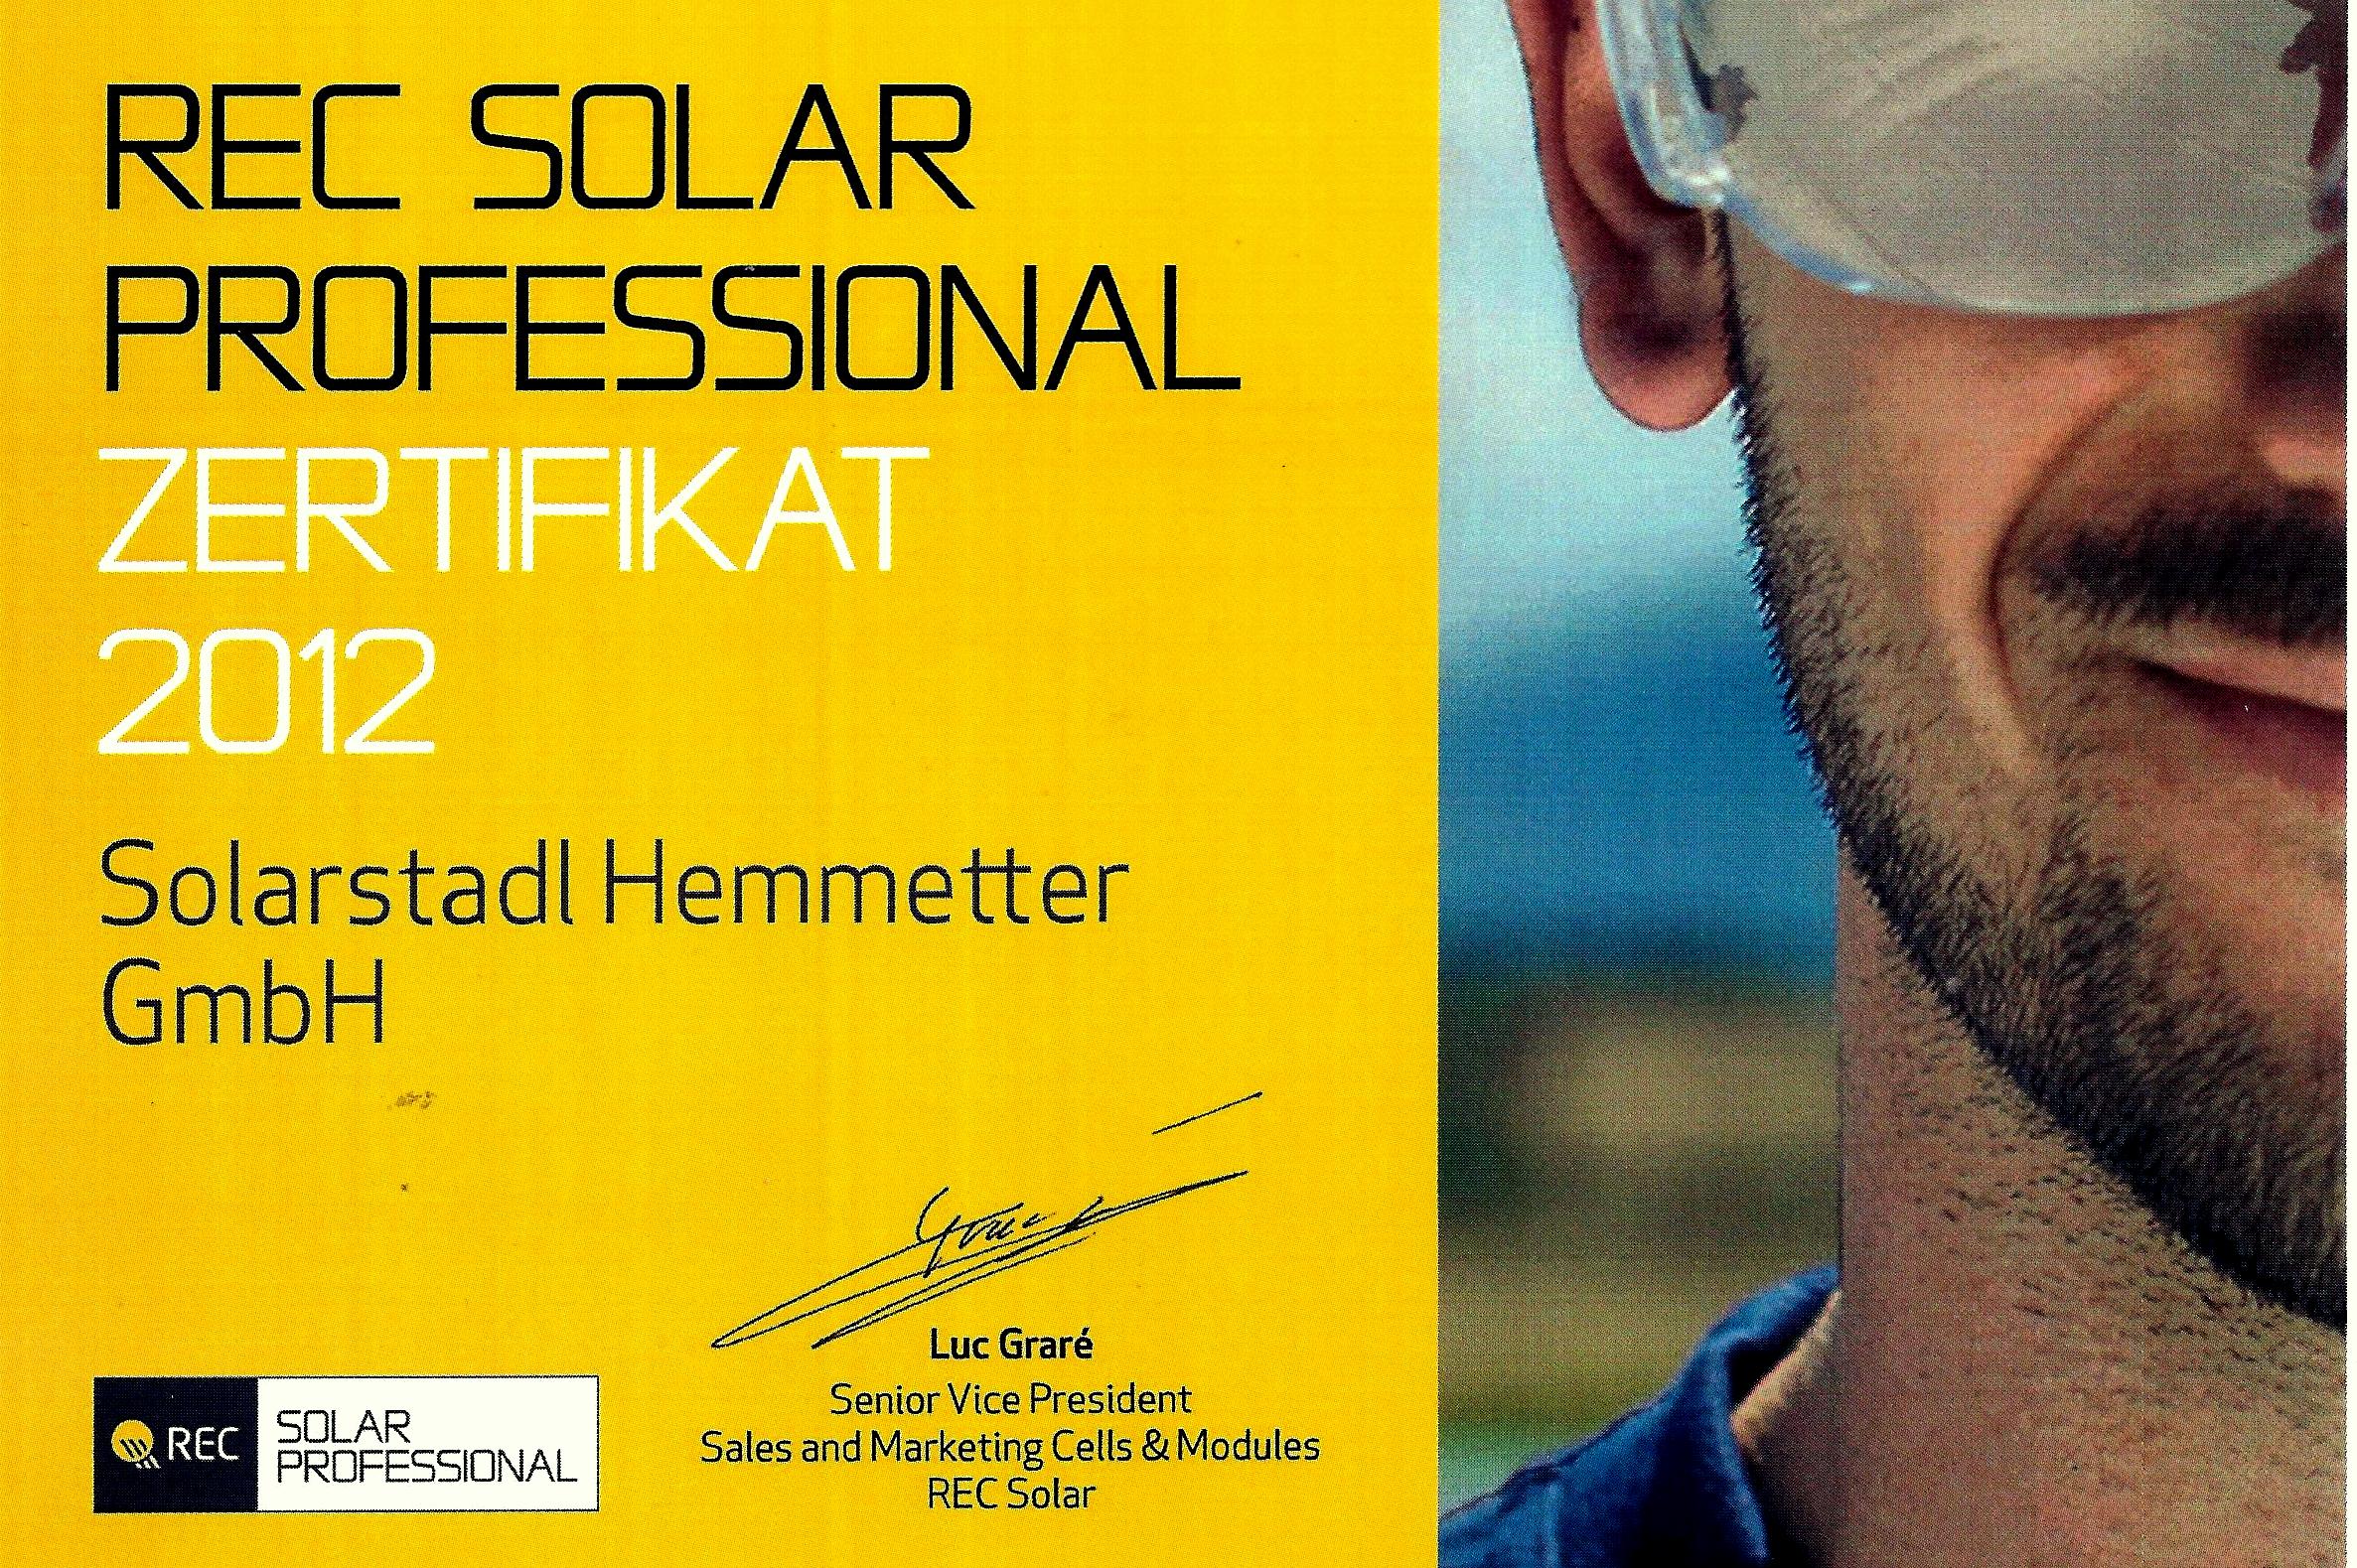 REC SOLAR
PROFESSIONAL
ZERTIFIKAT
2012
Solarstadl Hemmetter
GmbH
Luc Graré
Senior Vice President
Sales and Marketing Cells & Modules
REC Solar
REC
SOLAR
PROFESSIONAL